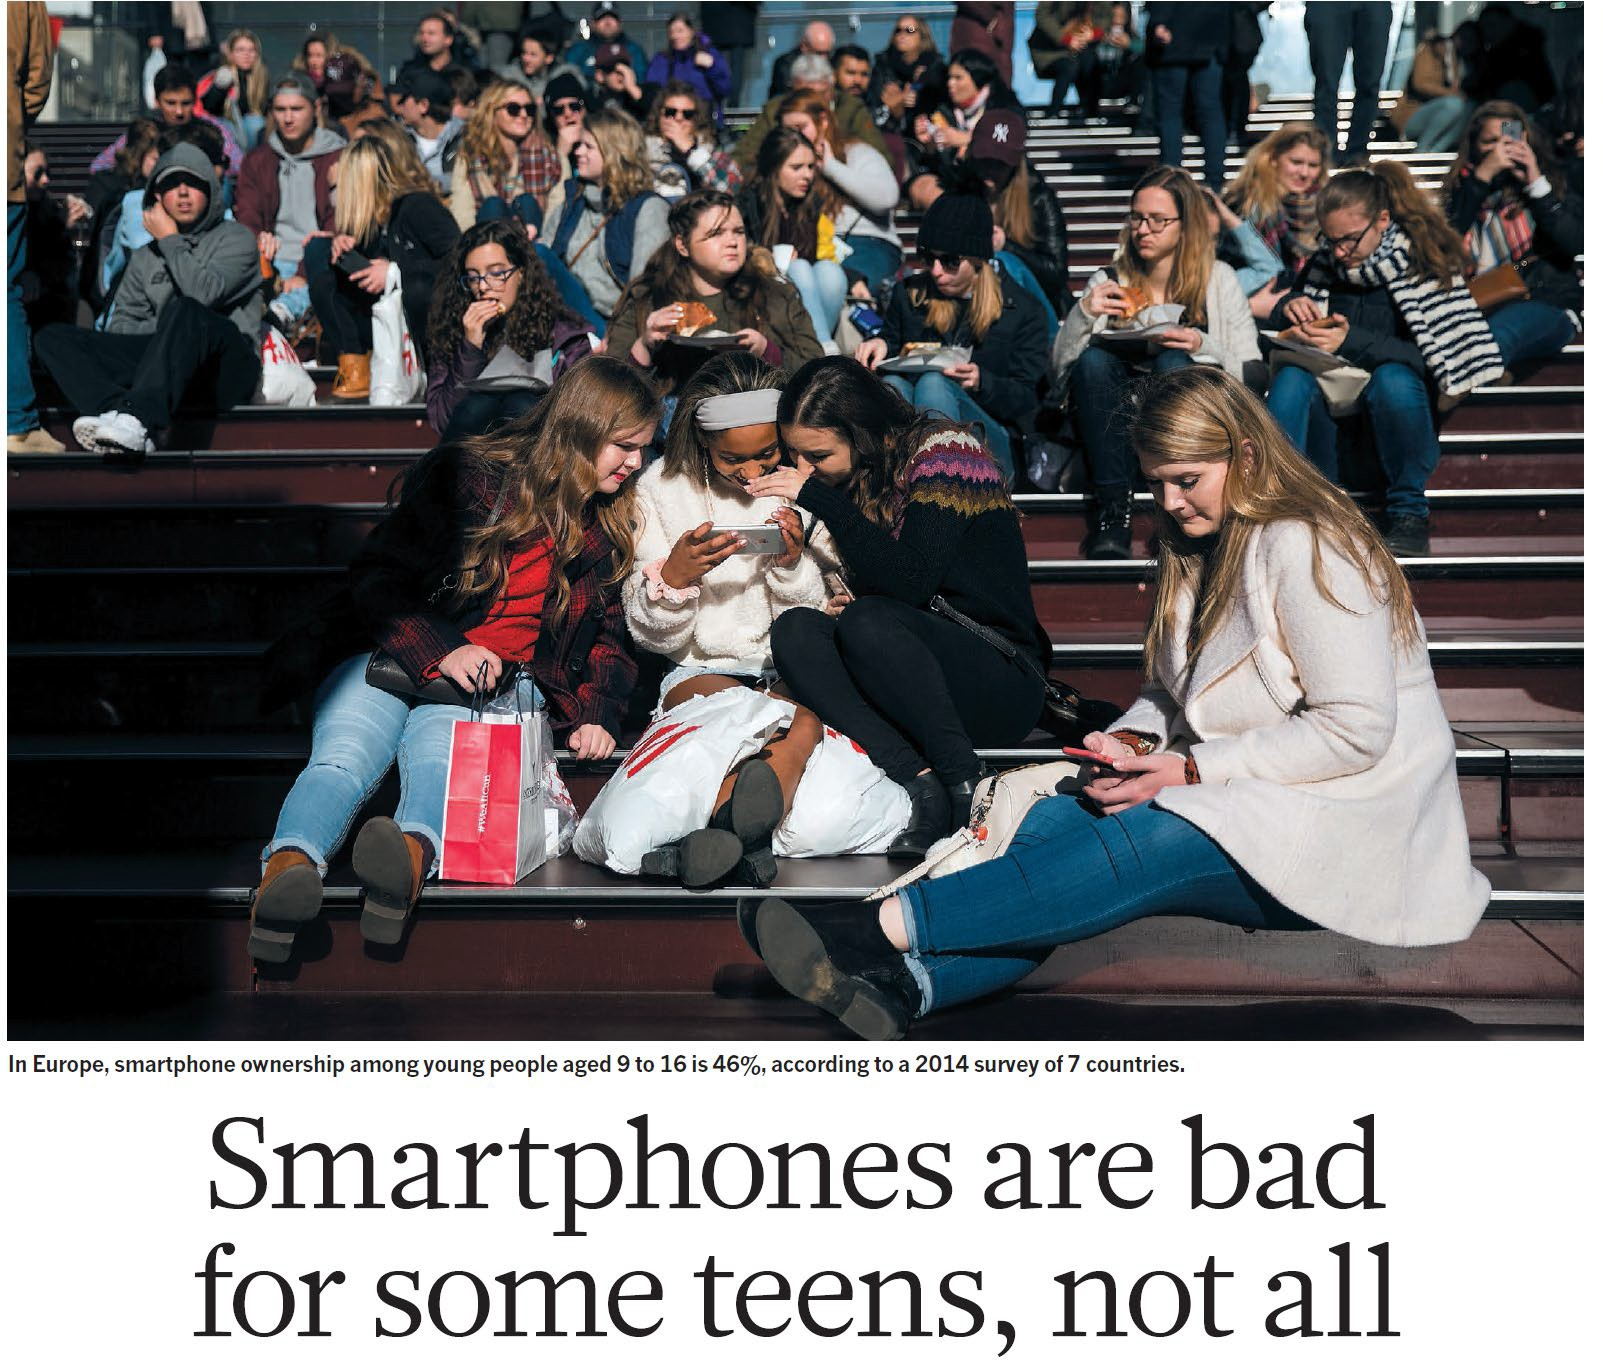 #WEAllCAN
In Europe, smartphone ownership among young people aged 9 to 16 is 46%, according to a 2014 survey of 7 countries.
Smartphones are bad
for some teens, not all